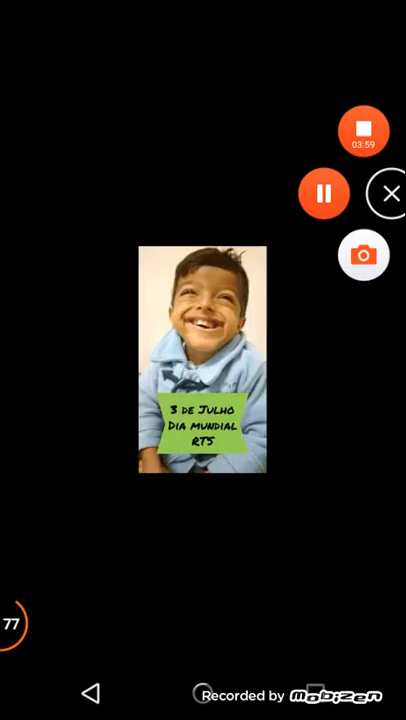 03:59
3 DE JULHO
DIA MUNDIAL
RTS
77
Recorded by MOBIZEN